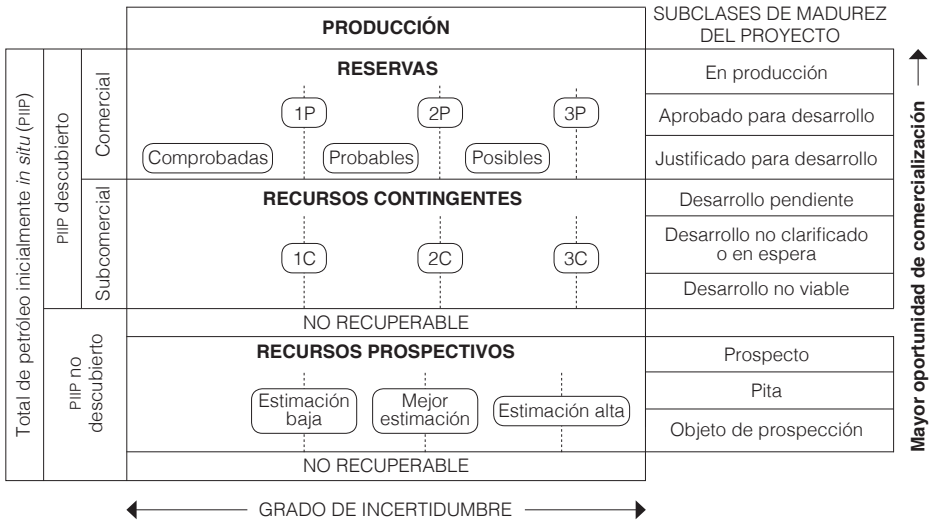 PRODUCCIÓN
SUBCLASES DE MADUREZ
DEL PROYECTO
Total de petróleo inicialmente in situ (PIIP)
PIIP descubierto
Comercial
RESERVAS
1P
2P
3P
Comprobadas
Probables
Posibles
En producción
Aprobado para desarrollo
Justificado para desarrollo
Subcomercial
RECURSOS CONTINGENTES
1C
2C
3C
Desarrollo pendiente
Desarrollo no clarificado
o en espera
Desarrollo no viable
NO RECUPERABLE
PIIP no
descubierto
RECURSOS PROSPECTIVOS
Estimación
baja
Mejor
estimación
Estimación alta
Prospecto
Pita
Objeto de prospección
NO RECUPERABLE
Mayor oportunidad de comercialización
GRADO DE INCERTIDUMBRE